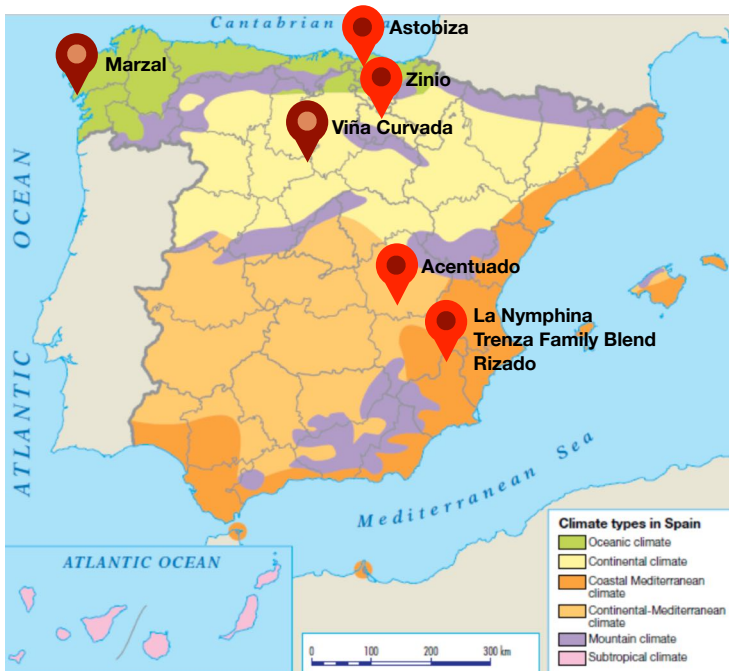 Cantabrian
Astobiza
Marzal
Zinio
Viña Curvada
ATLANTIC OCEAN
Acentuado
La Nymphina
Trenza Family Blend
Rizado
Mediterranean Sea
ATLANTIC OCEAN
Climate types in Spain
Oceanic climate
Continental climate
Coastal Mediterranean
climate
Continental-Mediterranean
climate
Mountain climate
Subtropical climate
0 100 200 300 km